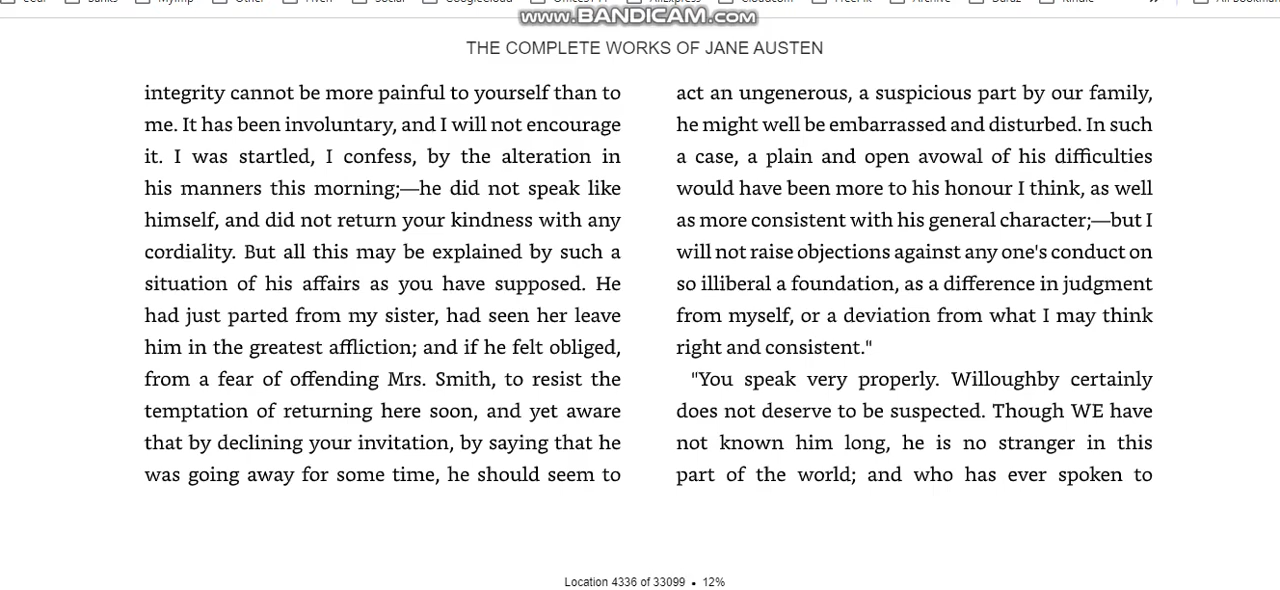 www.BANDICAM.com
THE COMPLETE WORKS OF JANE AUSTEN
integrity cannot be more painful to yourself than to
me. It has been involuntary, and I will not encourage
it. I was startled, I confess, by the alteration in
his manners this morning;—he did not speak like
himself, and did not return your kindness with any
cordiality. But all this may be explained by such a
situation of his affairs as you have supposed. He
had just parted from my sister, had seen her leave
him in the greatest affliction; and if he felt obliged,
from a fear of offending Mrs. Smith, to resist the
temptation of returning here soon, and yet aware
that by declining your invitation, by saying that he
was going away for some time, he should seem to
act an ungenerous, a suspicious part by our family,
he might well be embarrassed and disturbed. In such
a case, a plain and open avowal of his difficulties
would have been more to his honour I think, as well
as more consistent with his general character;—but I
will not raise objections against any one's conduct on
so illiberal a foundation, as a difference in judgment
from myself, or a deviation from what I may think
right and consistent."
"You speak very properly. Willoughby certainly
does not deserve to be suspected. Though WE have
not known him long, he is no stranger in this
part of the world; and who has ever spoken to
Location 4336 of 33099 • 12%